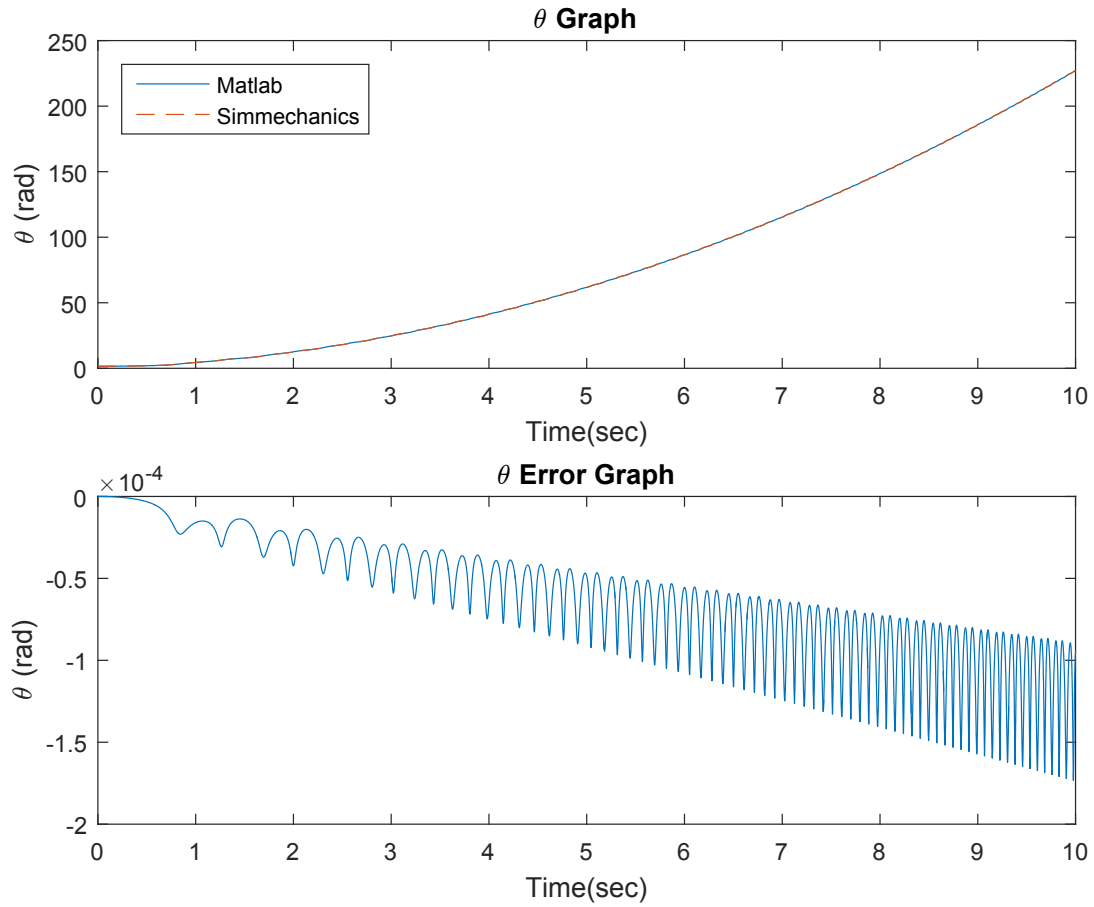 θ Graph
250
200
150
100
50
0
θ (rad)
Matlab
Simmechanics
0 1 2 3 4 5 6 7 8 9 10
Time(sec)
θ Error Graph
×10⁻⁴
0
-0.5
-1
-1.5
-2
θ (rad)
0 1 2 3 4 5 6 7 8 9 10
Time(sec)